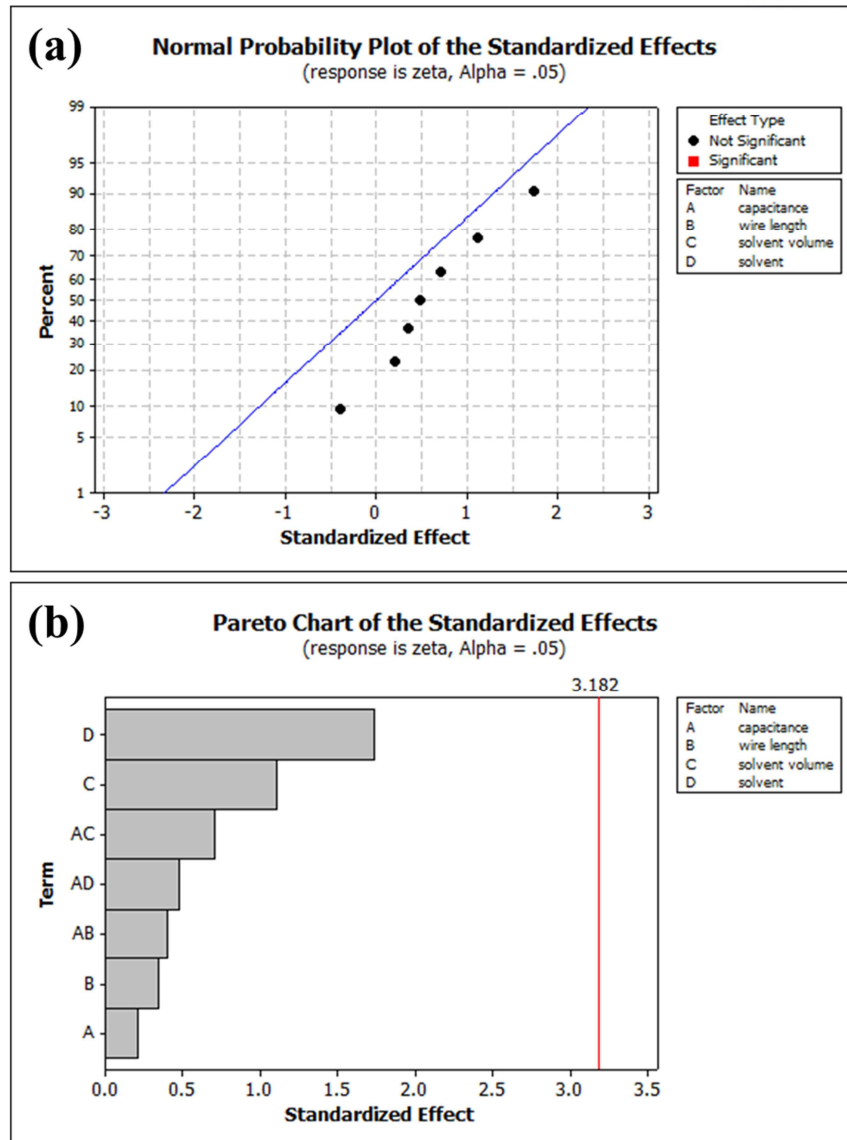 (a)
Normal Probability Plot of the Standardized Effects
(response is zeta, Alpha = .05)
99
95
90
80
70
60
50
40
30
20
10
5
1
Percent
-3 -2 -1 0 1 2 3
Standardized Effect
Effect Type
Not Significant
Significant
Factor Name
A capacitance
B wire length
C solvent volume
D solvent
(b)
Pareto Chart of the Standardized Effects
(response is zeta, Alpha = .05)
3.182
D
C
AC
AD
AB
B
A
Term
0.0 0.5 1.0 1.5 2.0 2.5 3.0 3.5
Standardized Effect
Factor Name
A capacitance
B wire length
C solvent volume
D solvent